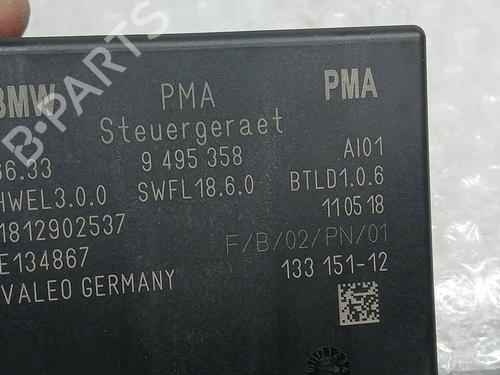 BMW PMA PMA
Steuergeraet
66.33 9 495 358 AI01
HWEL3.0.0 SWFL18.6.0 BTLD1.0.6
1812902537 110518
E134867 F/B/02/PN/01
VALEO GERMANY 133 151-12
B-PARTS